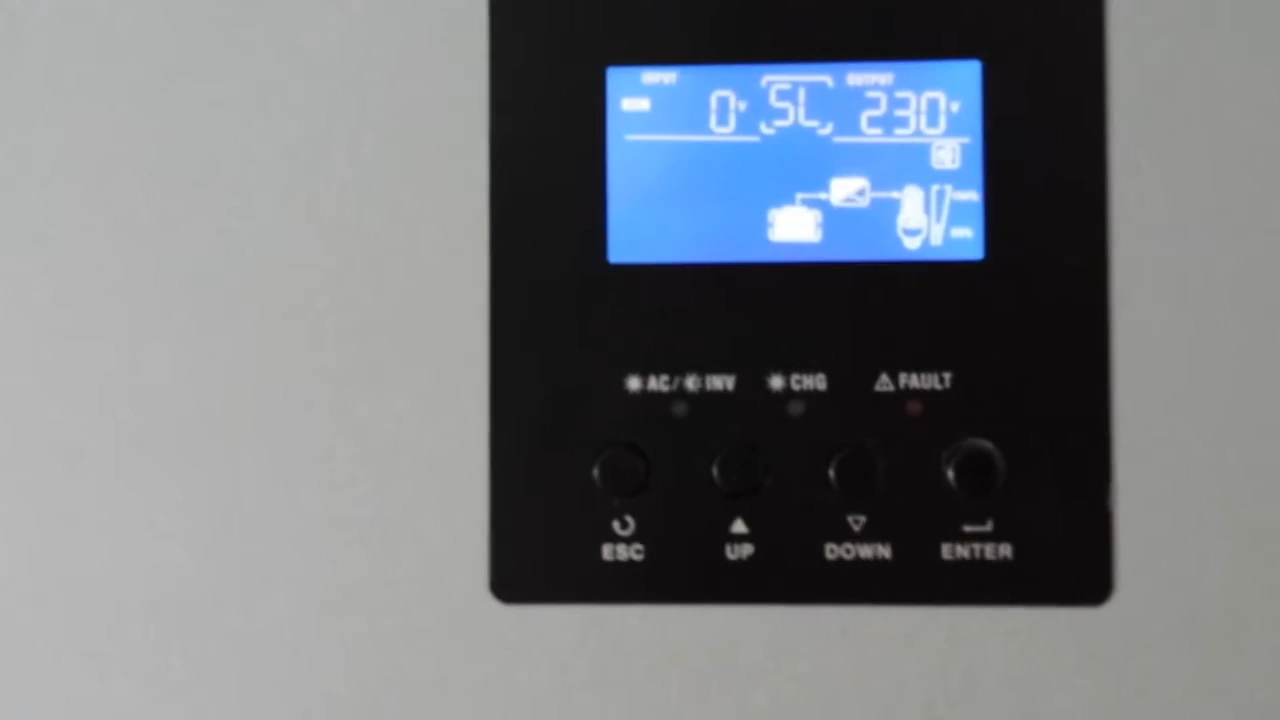 INPUT OUTPUT
0V SL 230V
AC/ INV CHG FAULT
ESC UP DOWN ENTER